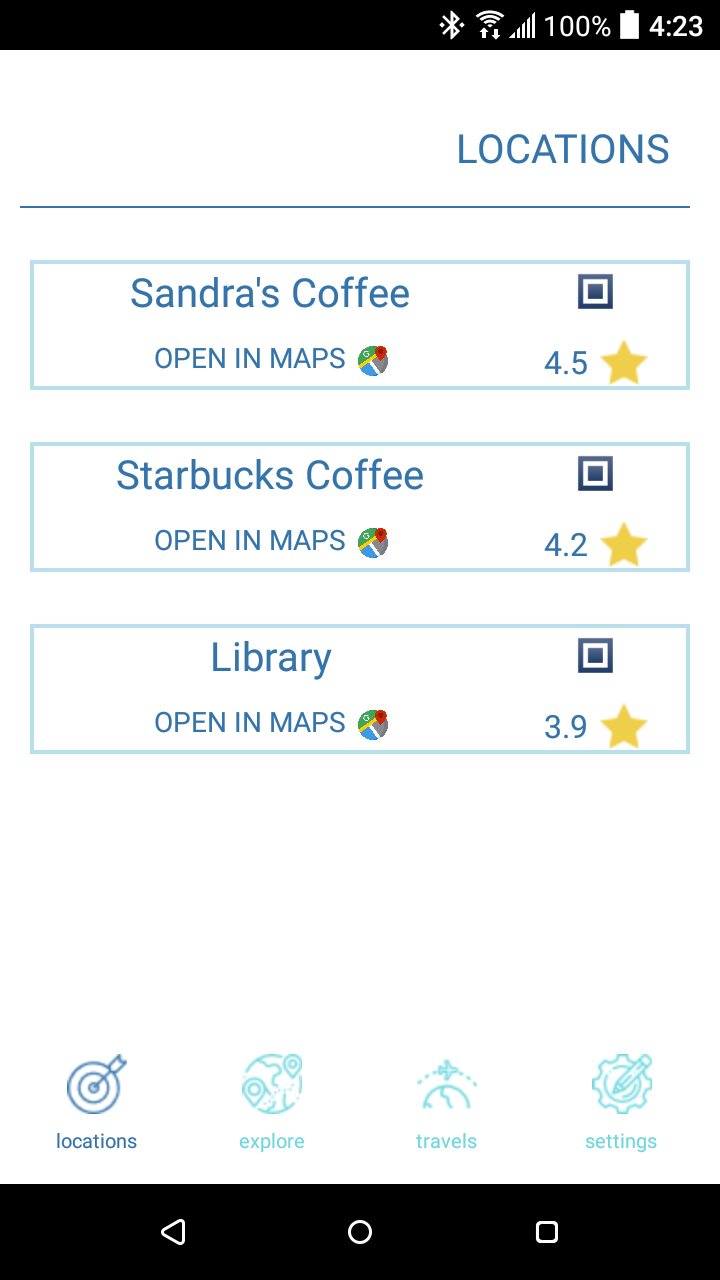 100% 4:23
LOCATIONS
Sandra's Coffee
OPEN IN MAPS
4.5
Starbucks Coffee
OPEN IN MAPS
4.2
Library
OPEN IN MAPS
3.9
locations explore travels settings